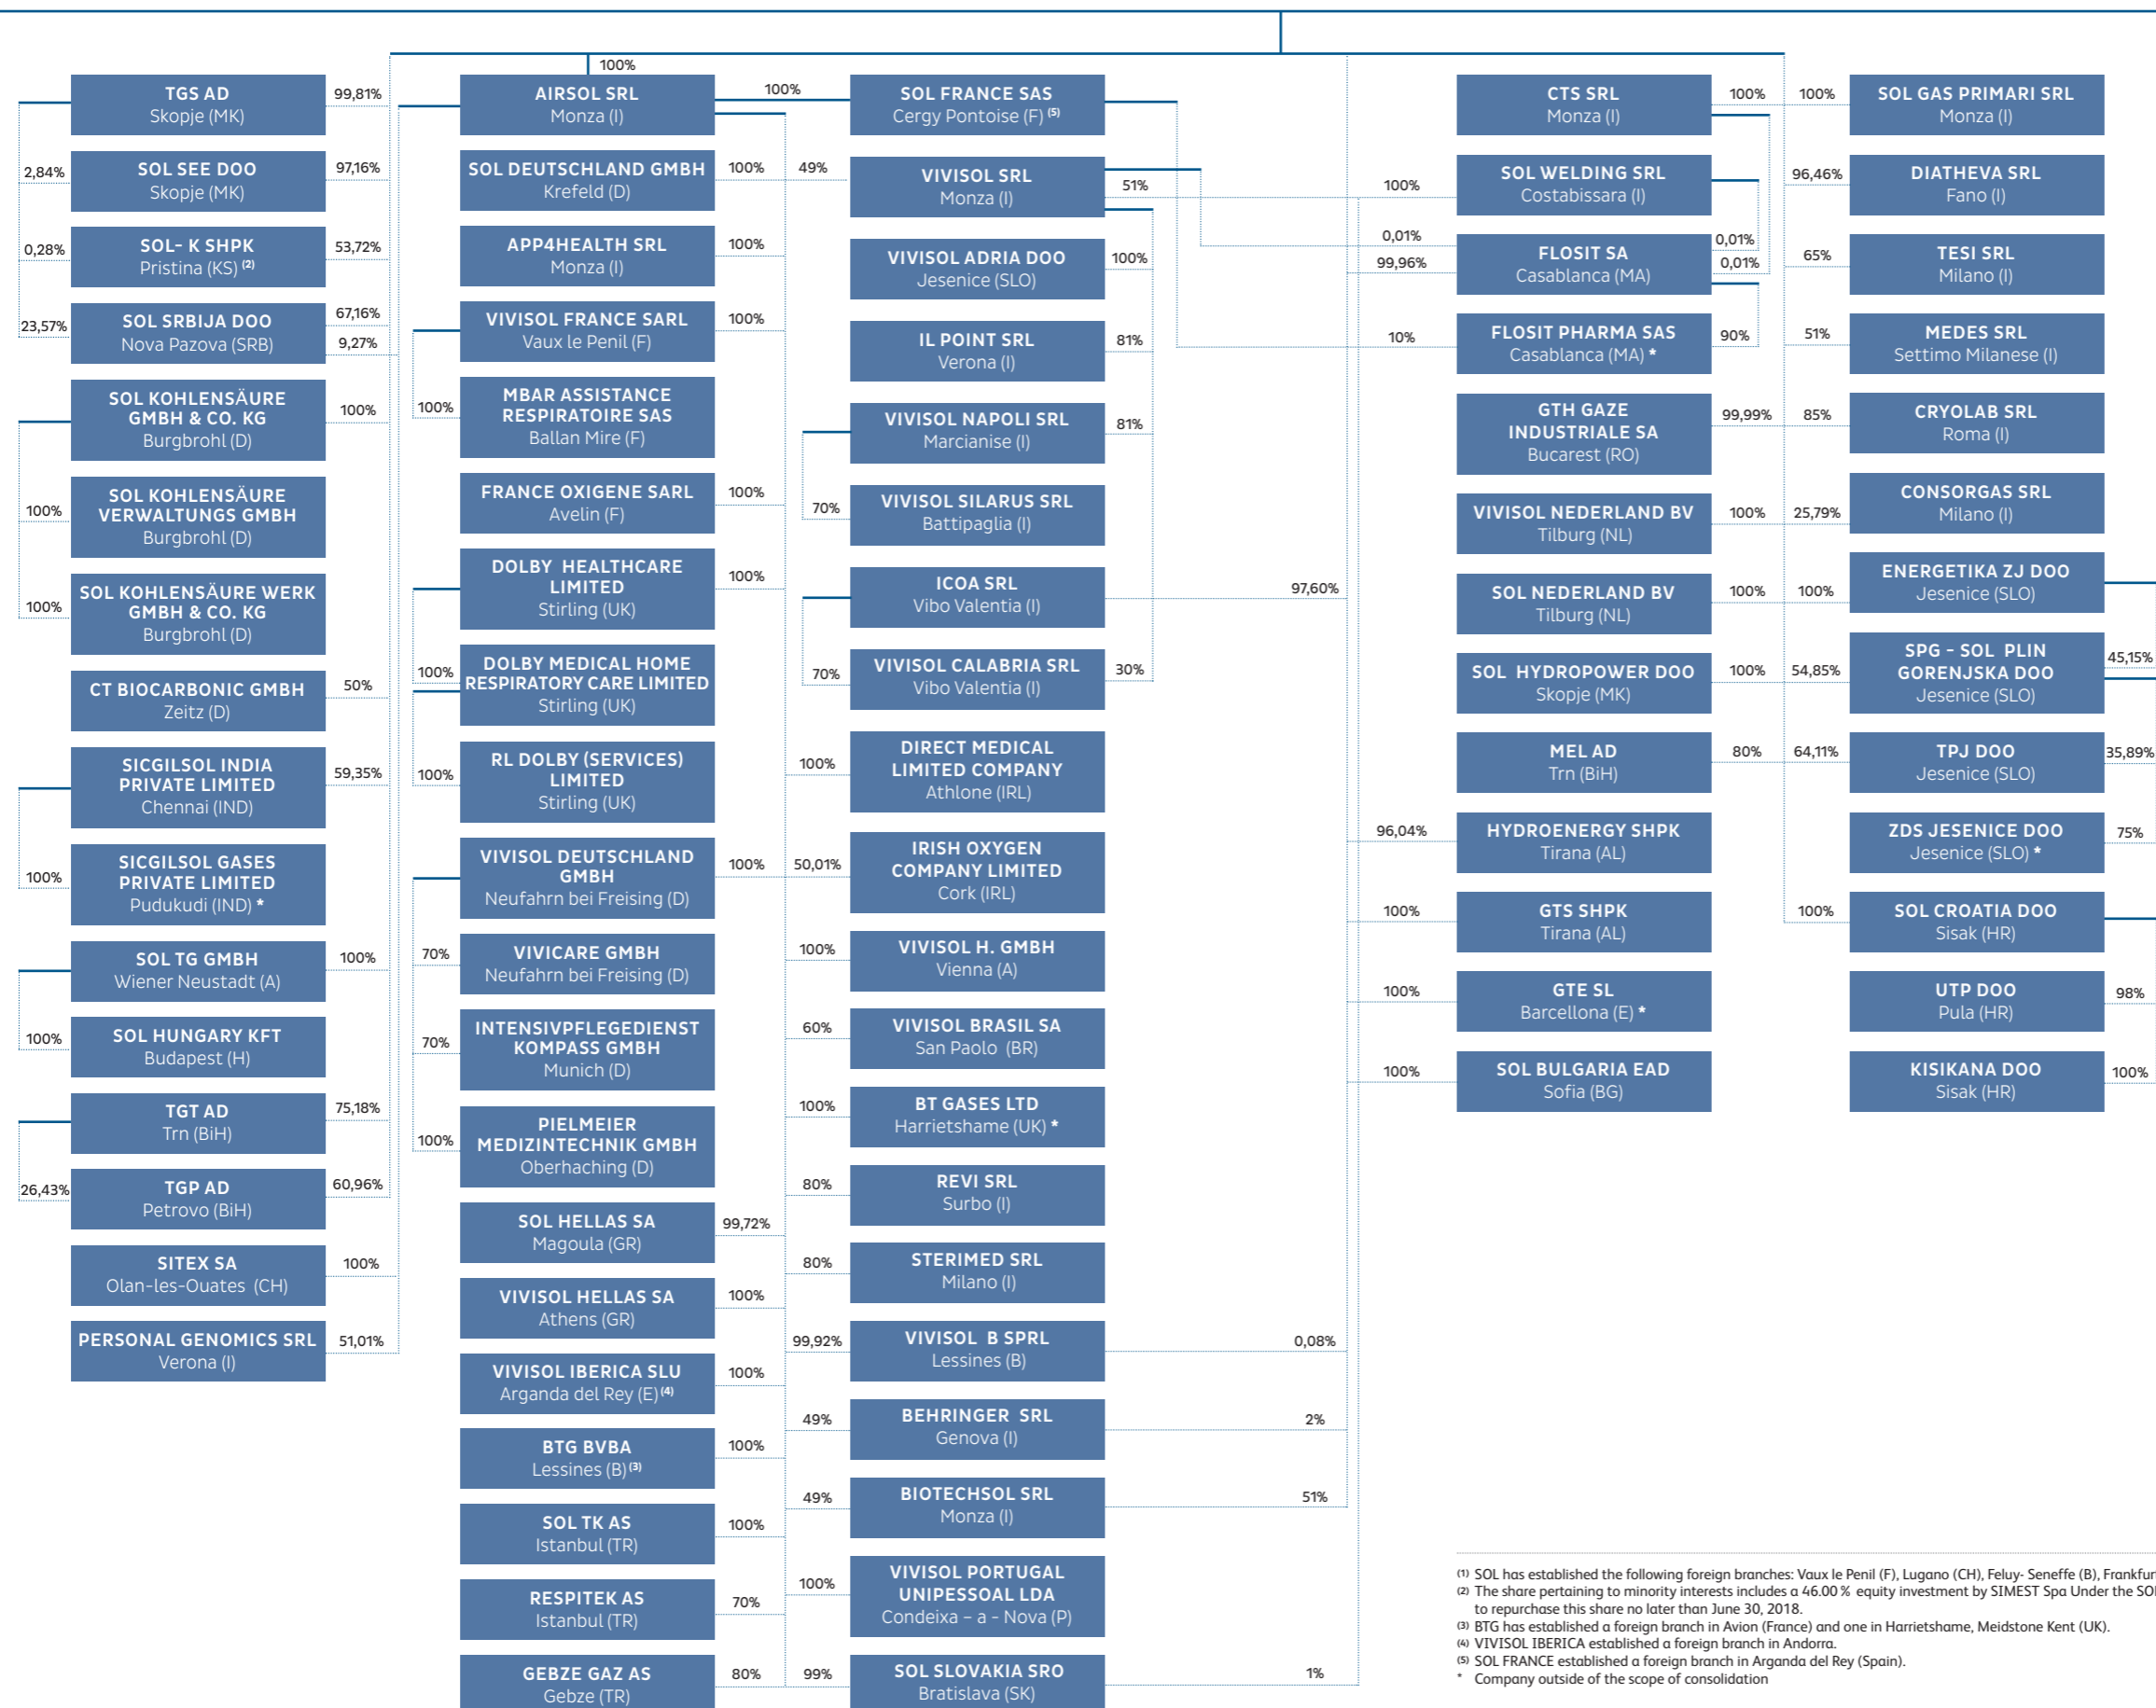 TGS AD
Skopje (MK)
99,81%
2,84%
SOL SEE DOO
Skopje (MK)
97,16%
0,28%
SOL- K SHPK
Pristina (KS) (2)
53,72%
23,57%
SOL SRBIJA DOO
Nova Pazova (SRB)
67,16%
9,27%
SOL KOHLENSÄURE
GMBH & CO. KG
Burgbrohl (D)
100%
100%
SOL KOHLENSÄURE
VERWALTUNGS GMBH
Burgbrohl (D)
100%
SOL KOHLENSÄURE WERK
GMBH & CO. KG
Burgbrohl (D)
CT BIOCARBONIC GMBH
Zeitz (D)
50%
SICGILSOL INDIA
PRIVATE LIMITED
Chennai (IND)
59,35%
100%
SICGILSOL GASES
PRIVATE LIMITED
Pudukudi (IND) *
SOL TG GMBH
Wiener Neustadt (A)
100%
100%
SOL HUNGARY KFT
Budapest (H)
TGT AD
Trn (BiH)
75,18%
26,43%
TGP AD
Petrovo (BiH)
60,96%
SITEX SA
Olan-les-Ouates (CH)
100%
PERSONAL GENOMICS SRL
Verona (I)
51,01%
100%
AIRSOL SRL
Monza (I)
100%
SOL DEUTSCHLAND GMBH
Krefeld (D)
100%
APP4HEALTH SRL
Monza (I)
100%
VIVISOL FRANCE SARL
Vaux le Penil (F)
100%
100%
MBAR ASSISTANCE
RESPIRATOIRE SAS
Ballan Mire (F)
FRANCE OXIGENE SARL
Avelin (F)
100%
DOLBY HEALTHCARE
LIMITED
Stirling (UK)
100%
100%
DOLBY MEDICAL HOME
RESPIRATORY CARE LIMITED
Stirling (UK)
100%
RL DOLBY (SERVICES)
LIMITED
Stirling (UK)
VIVISOL DEUTSCHLAND
GMBH
Neufahrn bei Freising (D)
100%
70%
VIVICARE GMBH
Neufahrn bei Freising (D)
70%
INTENSIVPFLEGEDIENST
KOMPASS GMBH
Munich (D)
100%
PIELMEIER
MEDIZINTECHNIK GMBH
Oberhaching (D)
SOL HELLAS SA
Magoula (GR)
99,72%
VIVISOL HELLAS SA
Athens (GR)
100%
VIVISOL IBERICA SLU
Arganda del Rey (E) (4)
100%
BTG BVBA
Lessines (B) (3)
100%
SOL TK AS
Istanbul (TR)
100%
RESPITEK AS
Istanbul (TR)
70%
GEBZE GAZ AS
Gebze (TR)
80%
SOL FRANCE SAS
Cergy Pontoise (F) (5)
49%
VIVISOL SRL
Monza (I)
51%
VIVISOL ADRIA DOO
Jesenice (SLO)
100%
IL POINT SRL
Verona (I)
81%
VIVISOL NAPOLI SRL
Marcianise (I)
81%
70%
VIVISOL SILARUS SRL
Battipaglia (I)
ICOA SRL
Vibo Valentia (I)
97,60%
70%
VIVISOL CALABRIA SRL
Vibo Valentia (I)
30%
100%
DIRECT MEDICAL
LIMITED COMPANY
Athlone (IRL)
50,01%
IRISH OXYGEN
COMPANY LIMITED
Cork (IRL)
100%
VIVISOL H. GMBH
Vienna (A)
60%
VIVISOL BRASIL SA
San Paolo (BR)
100%
BT GASES LTD
Harrietshame (UK) *
80%
REVI SRL
Surbo (I)
80%
STERIMED SRL
Milano (I)
99,92%
VIVISOL B SPRL
Lessines (B)
0,08%
49%
BEHRINGER SRL
Genova (I)
2%
49%
BIOTECHSOL SRL
Monza (I)
51%
100%
VIVISOL PORTUGAL
UNIPESSOAL LDA
Condeixa – a - Nova (P)
99%
SOL SLOVAKIA SRO
Bratislava (SK)
1%
CTS SRL
Monza (I)
100%
100%
SOL WELDING SRL
Costabissara (I)
0,01%
99,96%
FLOSIT SA
Casablanca (MA)
0,01%
0,01%
10%
FLOSIT PHARMA SAS
Casablanca (MA) *
90%
GTH GAZE
INDUSTRIALE SA
Bucarest (RO)
99,99%
VIVISOL NEDERLAND BV
Tilburg (NL)
100%
SOL NEDERLAND BV
Tilburg (NL)
100%
SOL HYDROPOWER DOO
Skopje (MK)
100%
MEL AD
Trn (BiH)
80%
96,04%
HYDROENERGY SHPK
Tirana (AL)
100%
GTS SHPK
Tirana (AL)
100%
GTE SL
Barcellona (E) *
100%
SOL BULGARIA EAD
Sofia (BG)
100%
SOL GAS PRIMARI SRL
Monza (I)
96,46%
DIATHEVA SRL
Fano (I)
65%
TESI SRL
Milano (I)
51%
MEDES SRL
Settimo Milanese (I)
85%
CRYOLAB SRL
Roma (I)
25,79%
CONSORGAS SRL
Milano (I)
100%
ENERGETIKA ZJ DOO
Jesenice (SLO)
54,85%
SPG – SOL PLIN
GORENJSKA DOO
Jesenice (SLO)
45,15%
64,11%
TPJ DOO
Jesenice (SLO)
35,89%
ZDS JESENICE DOO
Jesenice (SLO) *
75%
100%
SOL CROATIA DOO
Sisak (HR)
UTP DOO
Pula (HR)
98%
KISIKANA DOO
Sisak (HR)
100%
(1) SOL has established the following foreign branches: Vaux le Penil (F), Lugano (CH), Feluy- Seneffe (B), Frankfur
(2) The share pertaining to minority interests includes a 46.00 % equity investment by SIMEST Spa Under the SO
to repurchase this share no later than June 30, 2018.
(3) BTG has established a foreign branch in Avion (France) and one in Harrietshame, Meidstone Kent (UK).
(4) VIVISOL IBERICA established a foreign branch in Andorra.
(5) SOL FRANCE established a foreign branch in Arganda del Rey (Spain).
* Company outside of the scope of consolidation